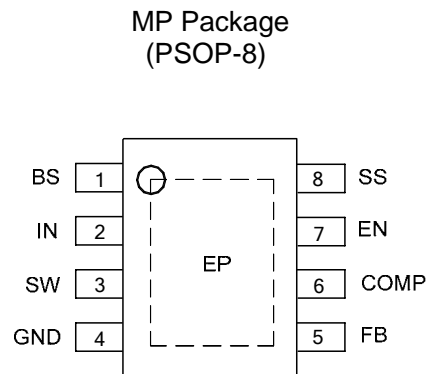 MP Package
(PSOP-8)
BS 1 8 SS
IN 2 7 EN
EP
SW 3 6 COMP
GND 4 5 FB